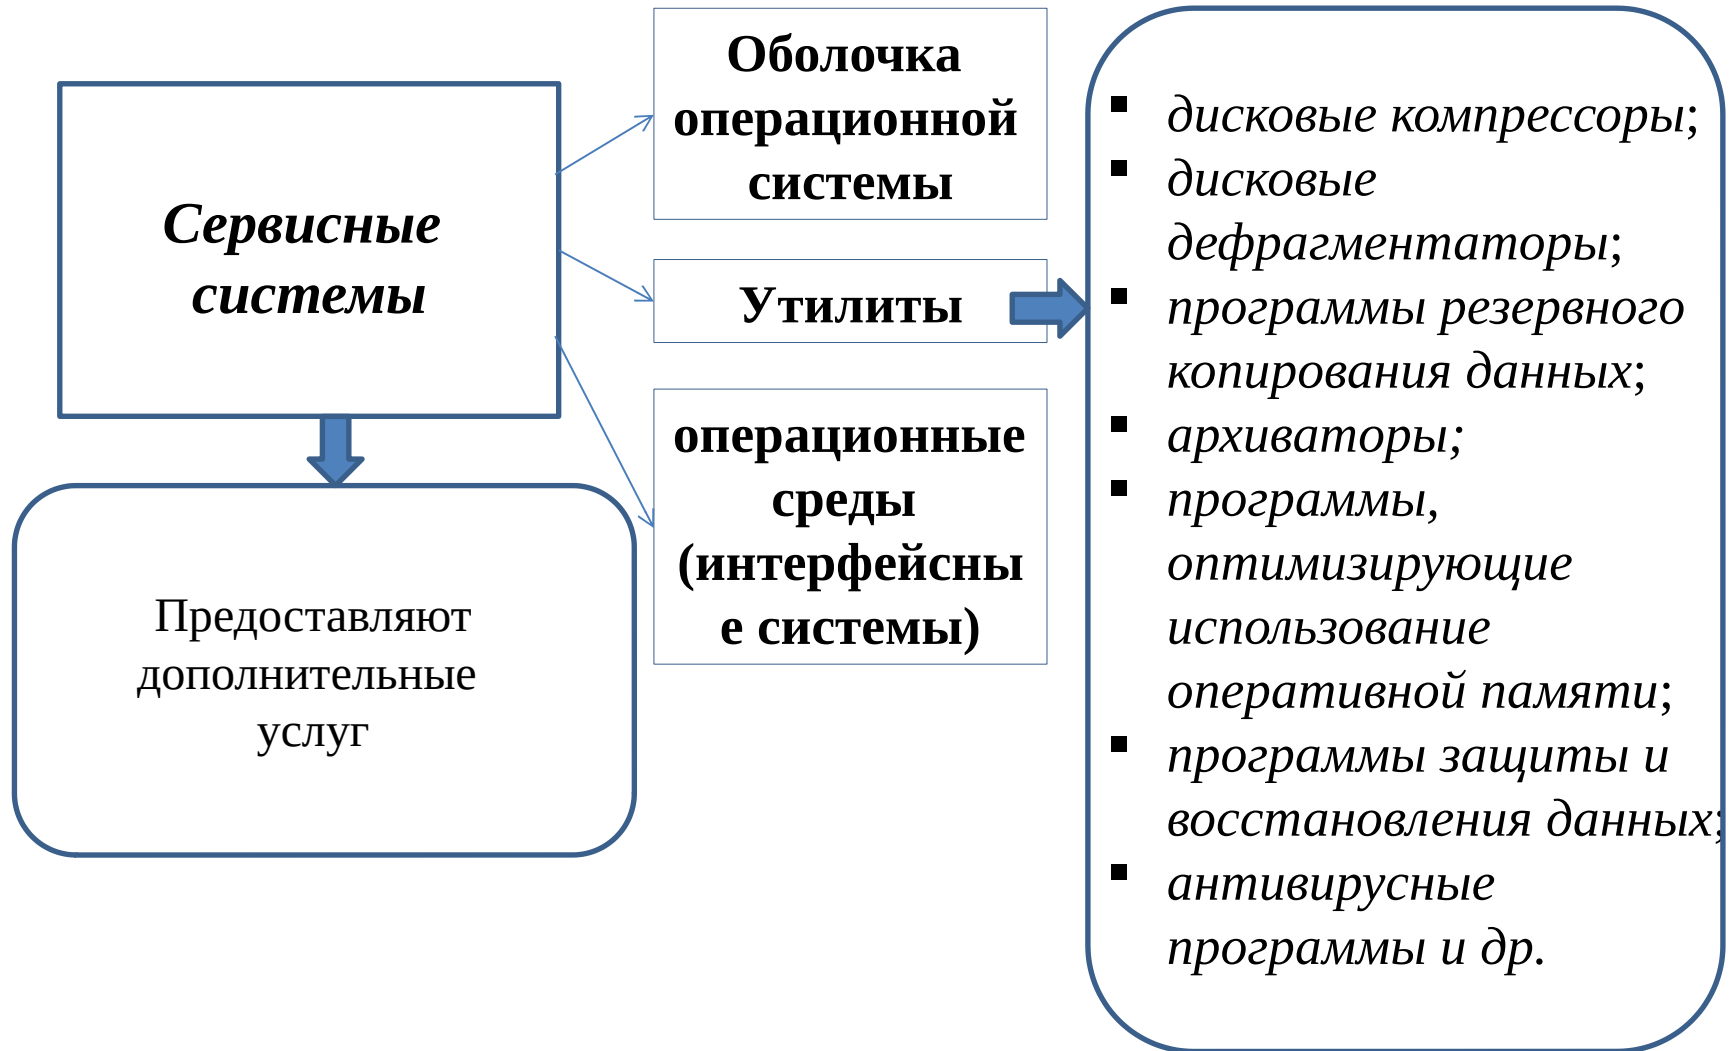 Сервисные
системы
Предоставляют
дополнительные
услуг
Оболочка
операционной
системы
Утилиты
операционные
среды
(интерфейсны
е системы)
дисковые компрессоры;
дисковые
дефрагментаторы;
программы резервного
копирования данных;
архиваторы;
программы,
оптимизирующие
использование
оперативной памяти;
программы защиты и
восстановления данных;
антивирусные
программы и др.